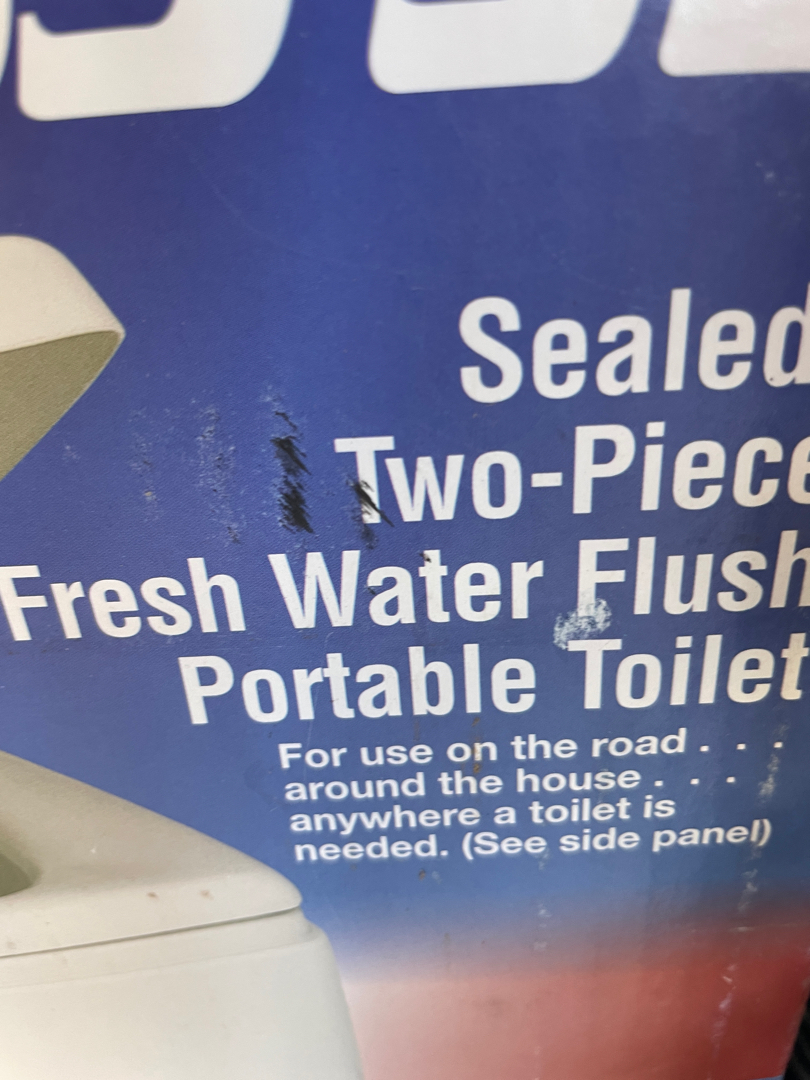 Sealed
Two-Piece
Fresh Water Flush
Portable Toilet
For use on the road . . .
around the house . . .
anywhere a toilet is
needed. (See side panel)